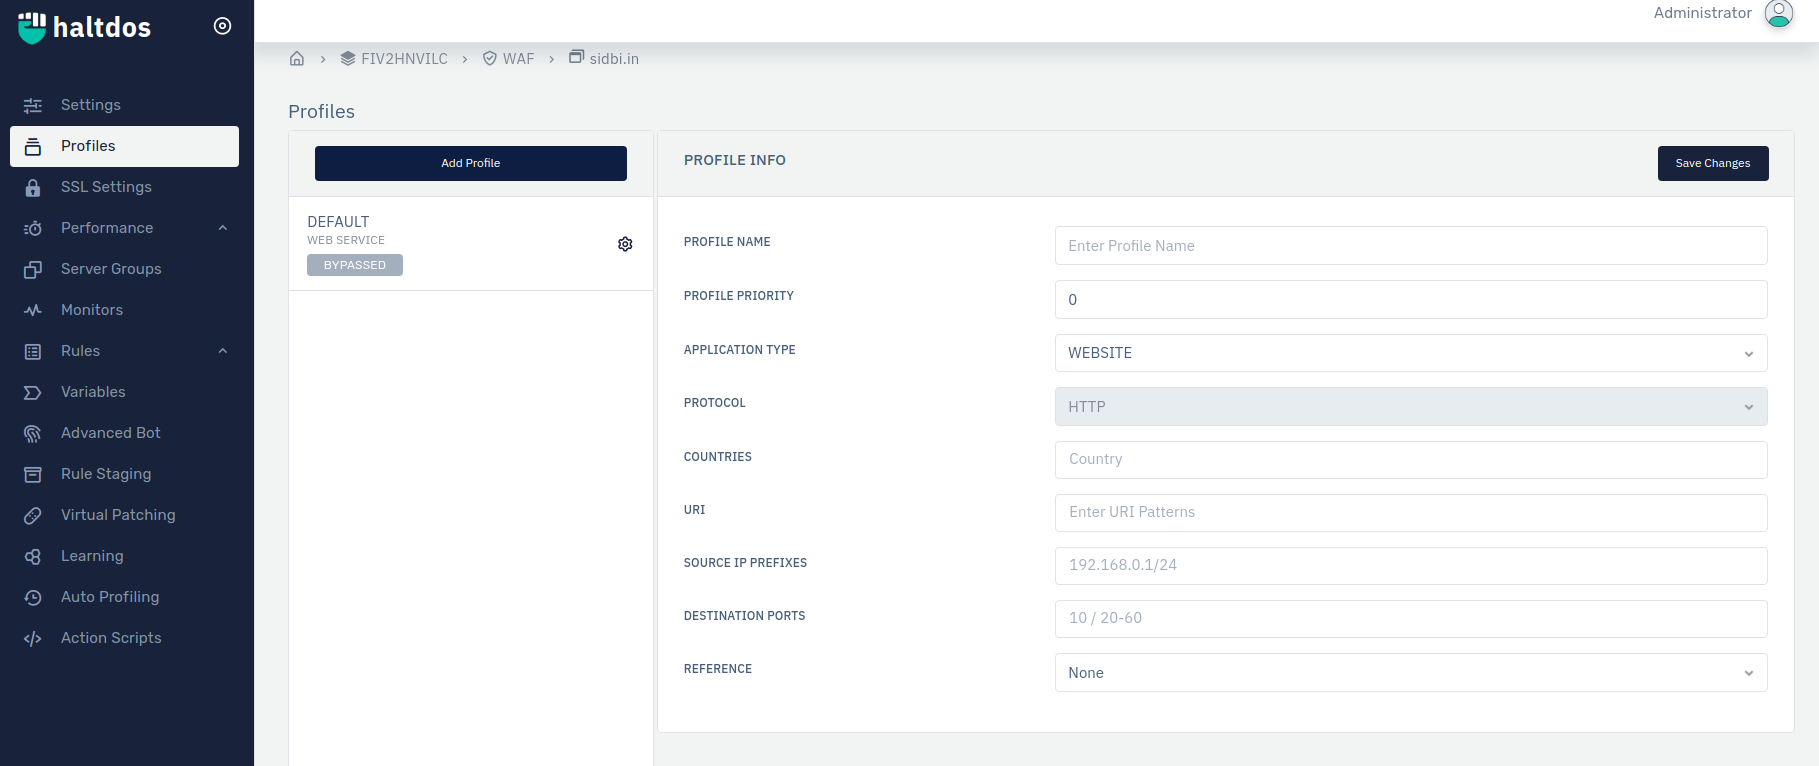 haltdos
Administrator
FIV2HNVILC > WAF > sidbi.in
Settings
Profiles
SSL Settings
Performance
Server Groups
Monitors
Rules
Variables
Advanced Bot
Rule Staging
Virtual Patching
Learning
Auto Profiling
Action Scripts
Profiles
Add Profile
DEFAULT
WEB SERVICE
BYPASSED
PROFILE INFO
Save Changes
PROFILE NAME
Enter Profile Name
PROFILE PRIORITY
0
APPLICATION TYPE
WEBSITE
PROTOCOL
HTTP
COUNTRIES
Country
URI
Enter URI Patterns
SOURCE IP PREFIXES
192.168.0.1/24
DESTINATION PORTS
10 / 20-60
REFERENCE
None